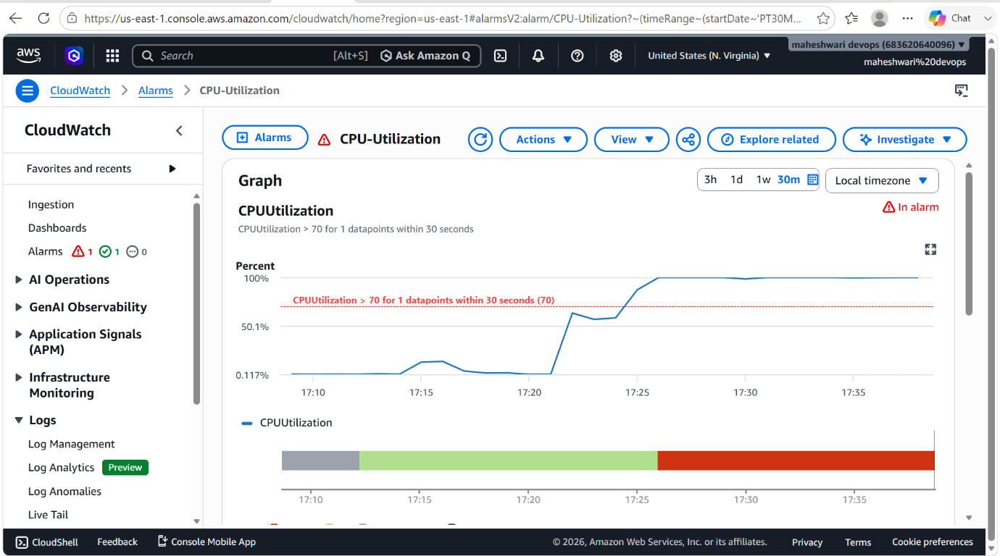 https://us-east-1.console.aws.amazon.com/cloudwatch/home?region=us-east-1#alarmsV2:alarm/CPU-Utilization?~(timeRange~(startDate~'PT30M...
Chat
aws
Search [Alt+S] Ask Amazon Q
United States (N. Virginia)
maheshwari devops (683620640096)
maheshwari%20devops
CloudWatch
Alarms
CPU-Utilization
CloudWatch
Favorites and recents
Ingestion
Dashboards
Alarms 1 1 0
AI Operations
GenAI Observability
Application Signals
(APM)
Infrastructure
Monitoring
Logs
Log Management
Log Analytics Preview
Log Anomalies
Live Tail
Alarms
CPU-Utilization
Actions
View
Explore related
Investigate
Graph
3h 1d 1w 30m
Local timezone
CPUUtilization
In alarm
CPUUtilization > 70 for 1 datapoints within 30 seconds
Percent
100%
CPUUtilization > 70 for 1 datapoints within 30 seconds (70)
50.1%
0.117%
17:10 17:15 17:20 17:25 17:30 17:35
CPUUtilization
17:10 17:15 17:20 17:25 17:30 17:35
CloudShell
Feedback
Console Mobile App
© 2026, Amazon Web Services, Inc. or its affiliates.
Privacy
Terms
Cookie preferences